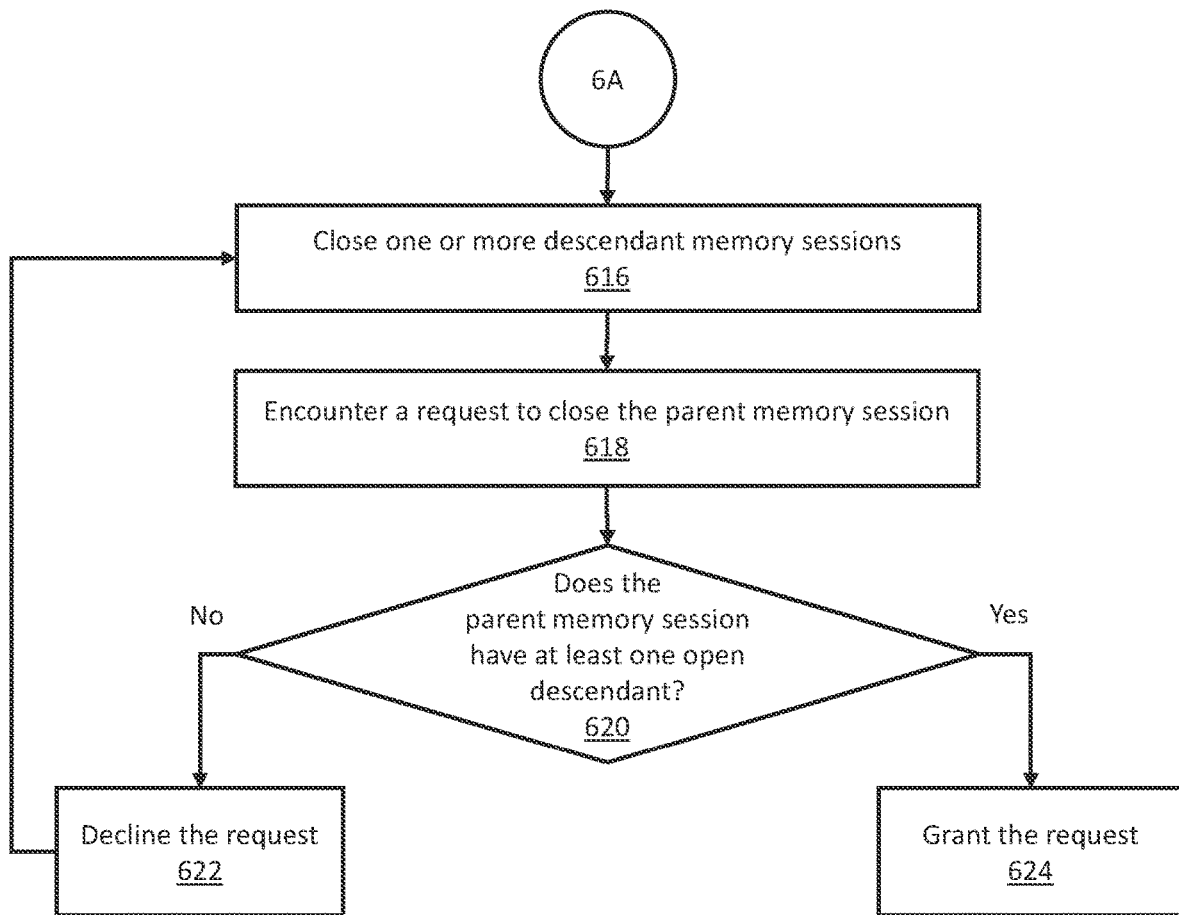 6A
Close one or more descendant memory sessions
616
Encounter a request to close the parent memory session
618
Does the
No
parent memory session
Yes
have at least one open
descendant?
620
Decline the request
622
Grant the request
624